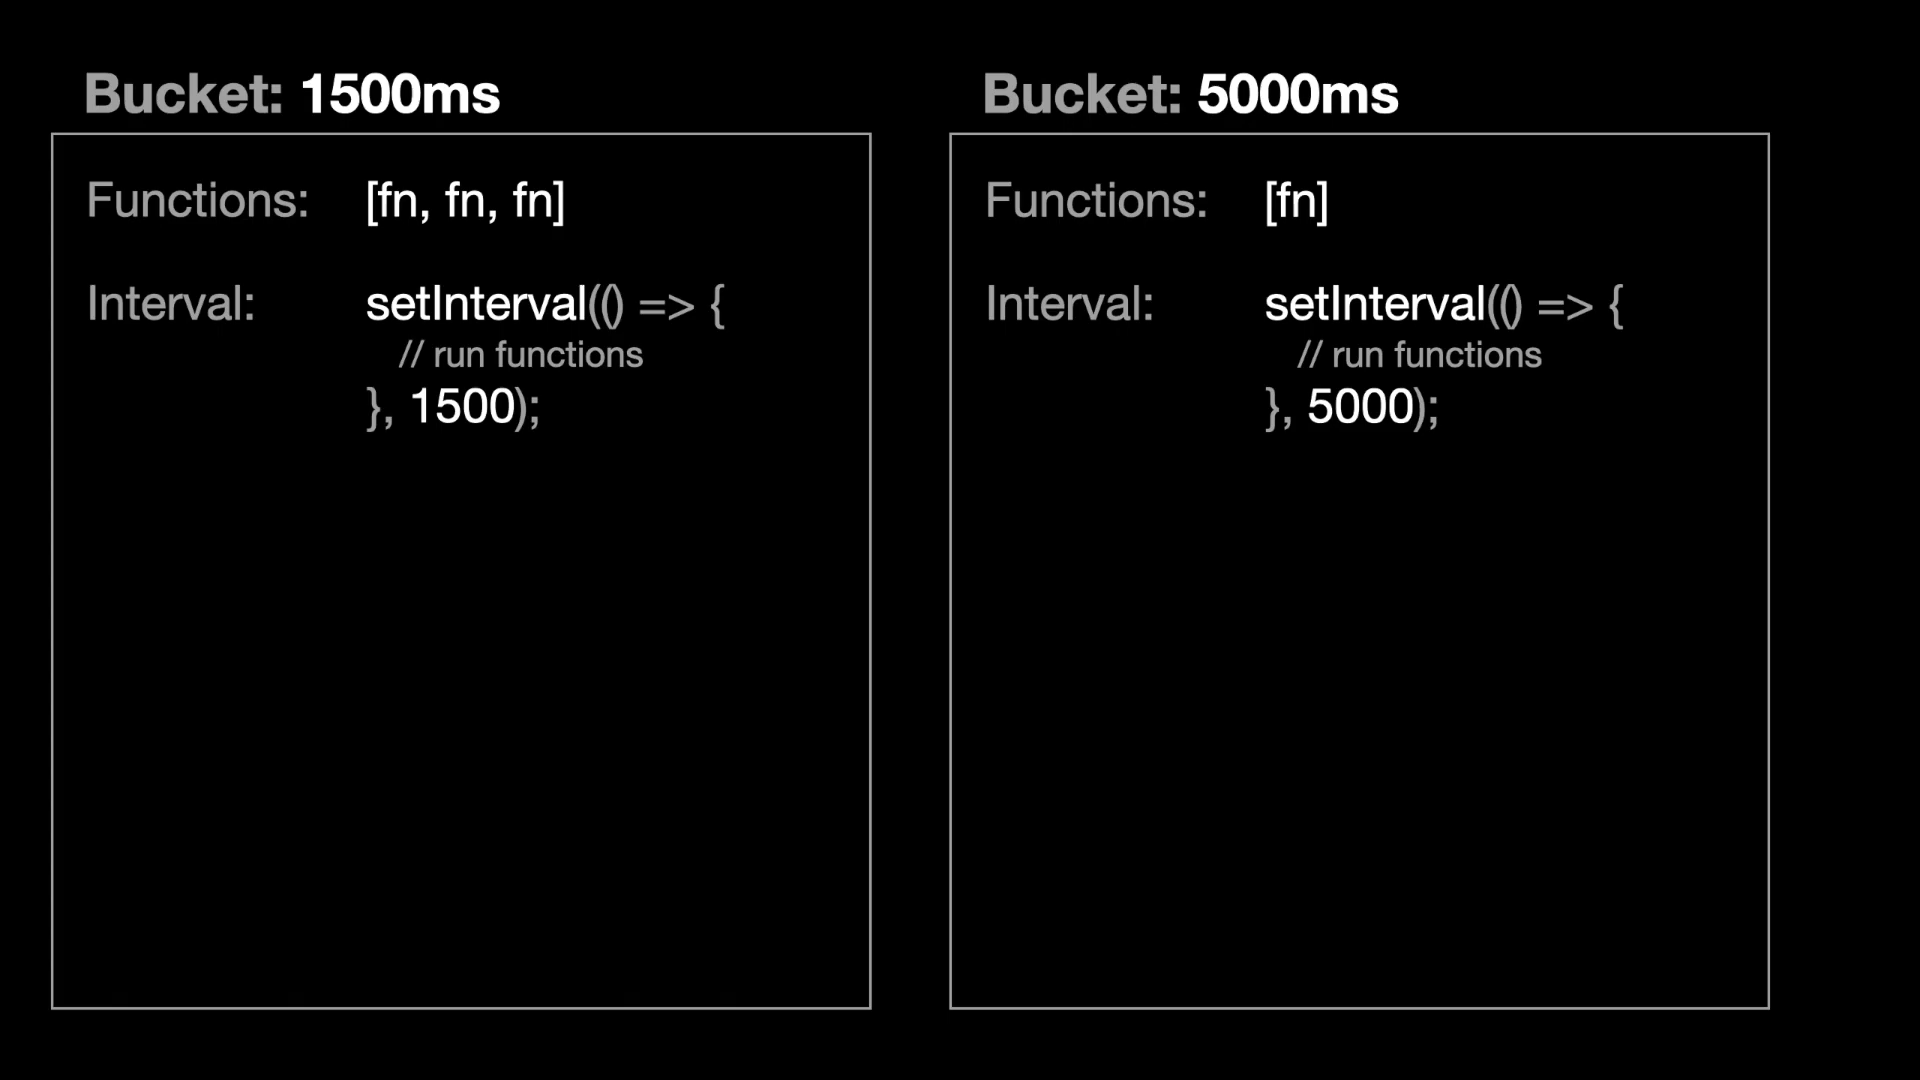 Bucket: 1500ms
Functions: [fn, fn, fn]
Interval: setInterval(() => {
// run functions
}, 1500);
Bucket: 5000ms
Functions: [fn]
Interval: setInterval(() => {
// run functions
}, 5000);